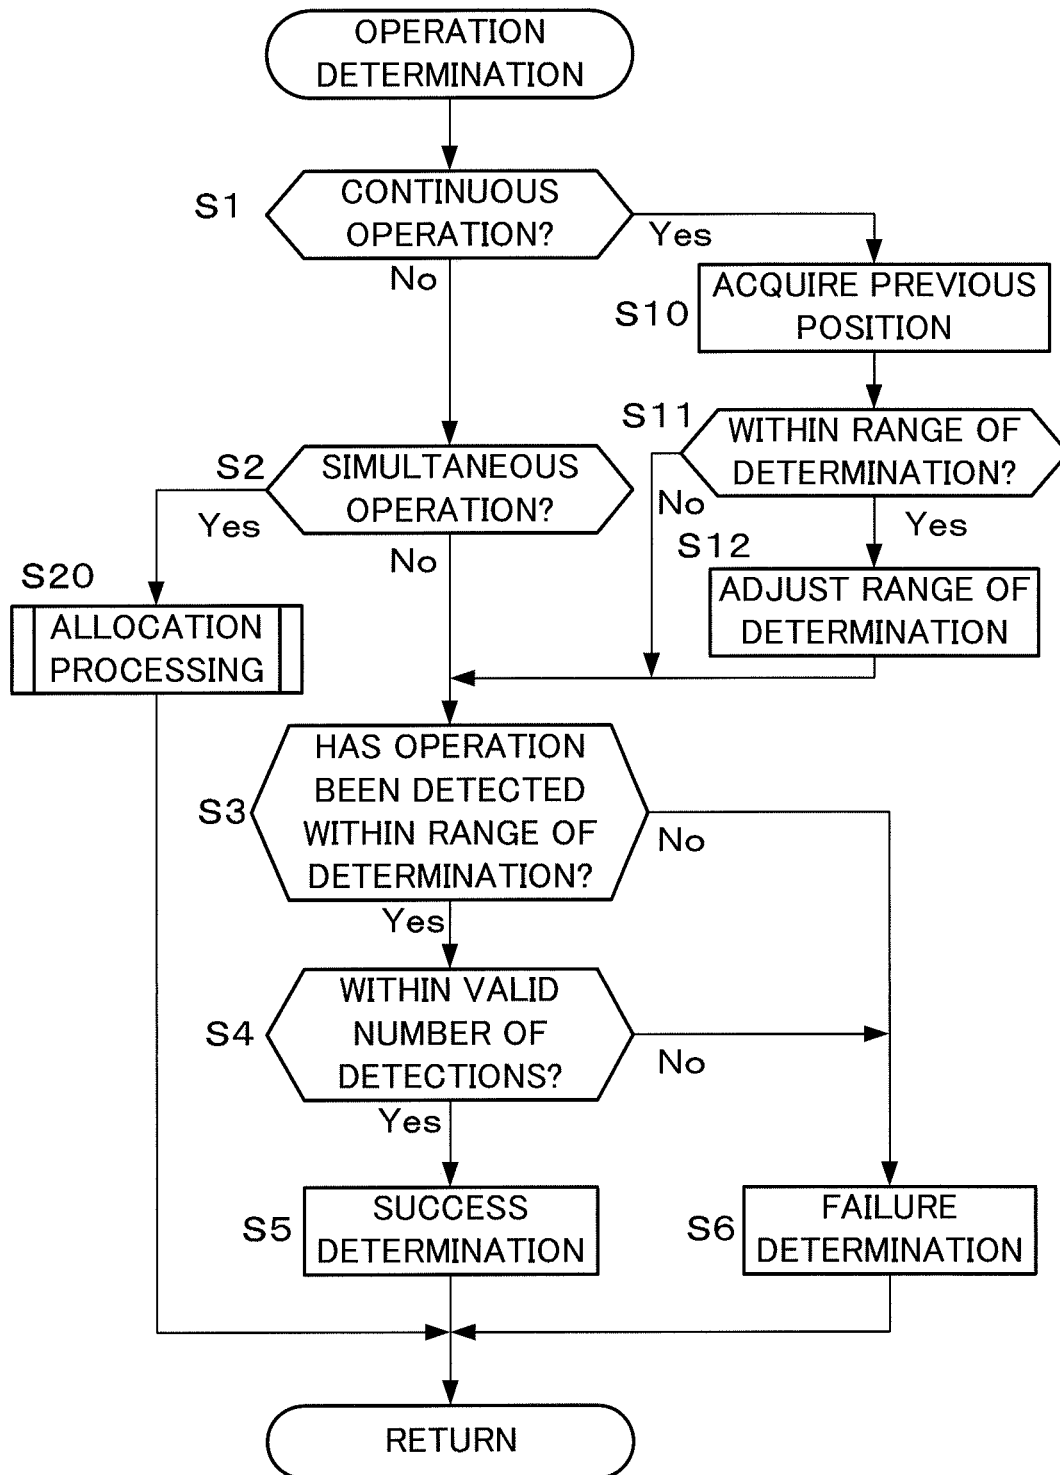 OPERATION
DETERMINATION
S1
CONTINUOUS
OPERATION?
Yes
No
S10
ACQUIRE PREVIOUS
POSITION
S11
WITHIN RANGE OF
DETERMINATION?
No
Yes
S12
ADJUST RANGE OF
DETERMINATION
S2
SIMULTANEOUS
OPERATION?
Yes
No
S20
ALLOCATION
PROCESSING
S3
HAS OPERATION
BEEN DETECTED
WITHIN RANGE OF
DETERMINATION?
No
Yes
S4
WITHIN VALID
NUMBER OF
DETECTIONS?
No
Yes
S5
SUCCESS
DETERMINATION
S6
FAILURE
DETERMINATION
RETURN